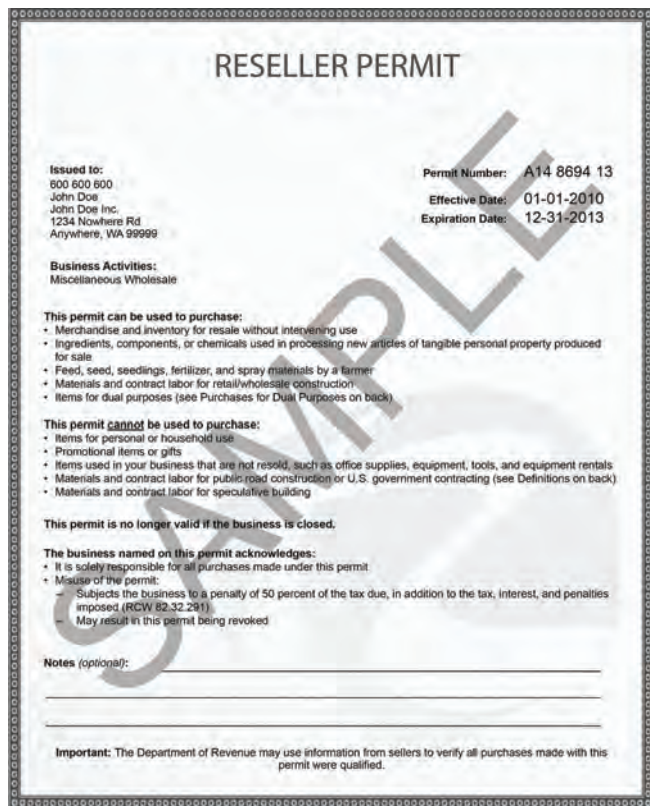 RESELLER PERMIT
Issued to:
600 600 600
John Doe
John Doe Inc.
1234 Nowhere Rd
Anywhere, WA 99999
Permit Number: A14 8694 13
Effective Date: 01-01-2010
Expiration Date: 12-31-2013
Business Activities:
Miscellaneous Wholesale
This permit can be used to purchase:
• Merchandise and inventory for resale without intervening use
• Ingredients, components, or chemicals used in processing new articles of tangible personal property produced
for sale
• Feed, seed, seedlings, fertilizer, and spray materials by a farmer
• Materials and contract labor for retail/wholesale construction
• Items for dual purposes (see Purchases for Dual Purposes on back)
This permit cannot be used to purchase:
• Items for personal or household use
• Promotional items or gifts
• Items used in your business that are not resold, such as office supplies, equipment, tools, and equipment rentals
• Materials and contract labor for public road construction or U.S. government contracting (see Definitions on back)
• Materials and contract labor for speculative building
This permit is no longer valid if the business is closed.
The business named on this permit acknowledges:
• It is solely responsible for all purchases made under this permit
• Misuse of the permit:
– Subjects the business to a penalty of 50 percent of the tax due, in addition to the tax, interest, and penalties
imposed (RCW 82.32.291)
– May result in this permit being revoked
Notes (optional):
Important: The Department of Revenue may use information from sellers to verify all purchases made with this
permit were qualified.
SAMPLE